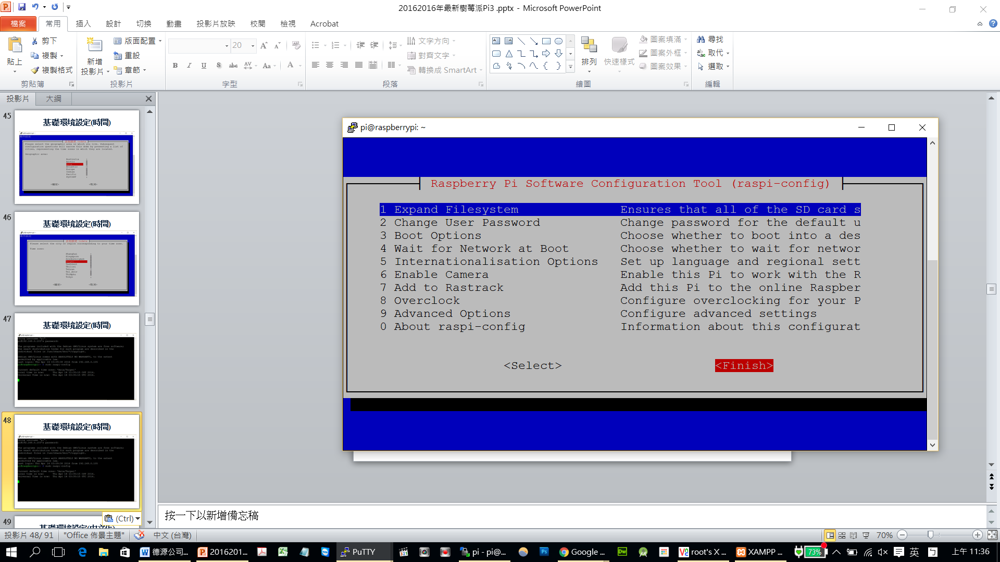 20162016年最新樹莓派Pi3 .pptx - Microsoft PowerPoint
檔案 常用 插入 設計 切換 動畫 投影片放映 校閱 檢視 Acrobat
貼上
剪下
複製
複製格式
剪貼簿
新增
投影片
版面配置
重設
章節
投影片
20
字型
文字方向
對齊文字
轉換成 SmartArt
段落
排列
快速樣式
圖案填滿
圖案外框
圖案效果
繪圖
尋找
取代
選取
編輯
投影片 大綱
45
基礎環境設定(時間)
46
基礎環境設定(時間)
47
基礎環境設定(時間)
48
基礎環境設定(時間)
49
(Ctrl)
pi@raspberrypi: ~
Raspberry Pi Software Configuration Tool (raspi-config)
1 Expand Filesystem Ensures that all of the SD card s
2 Change User Password Change password for the default u
3 Boot Options Choose whether to boot into a des
4 Wait for Network at Boot Choose whether to wait for networ
5 Internationalisation Options Set up language and regional sett
6 Enable Camera Enable this Pi to work with the R
7 Add to Rastrack Add this Pi to the online Raspber
8 Overclock Configure overclocking for your P
9 Advanced Options Configure advanced settings
0 About raspi-config Information about this configurat
<Select> <Finish>
按一下以新增備忘稿
投影片 48/ 91 "Office 佈景主題" 中文 (台灣) 70%
德源公司... 2016201... PuTTY pi - pi@... Google ... root's X ... XAMPP ... 73% 英 上午 11:36